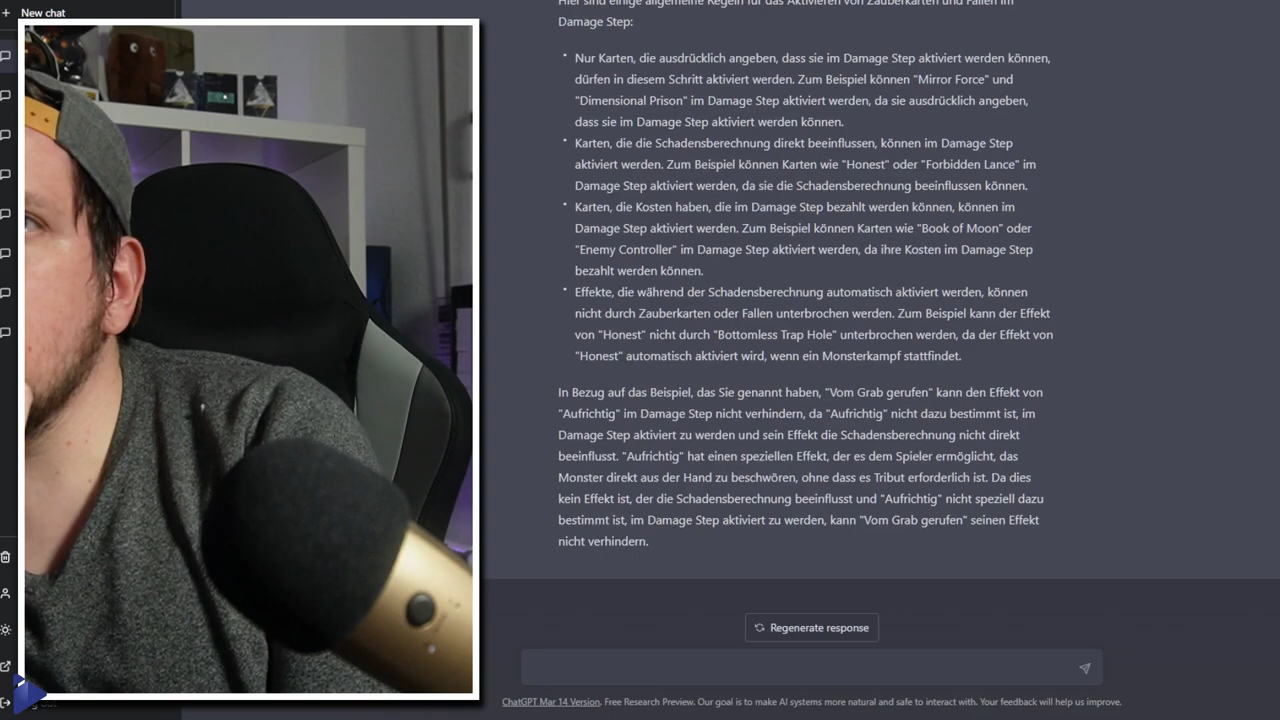 New chat
Hier sind einige allgemeine Regeln für das Aktivieren von Zauberkarten und Fallen im
Damage Step:
• Nur Karten, die ausdrücklich angeben, dass sie im Damage Step aktiviert werden können,
dürfen in diesem Schritt aktiviert werden. Zum Beispiel können "Mirror Force" und
"Dimensional Prison" im Damage Step aktiviert werden, da sie ausdrücklich angeben,
dass sie im Damage Step aktiviert werden können.
• Karten, die die Schadensberechnung direkt beeinflussen, können im Damage Step
aktiviert werden. Zum Beispiel können Karten wie "Honest" oder "Forbidden Lance" im
Damage Step aktiviert werden, da sie die Schadensberechnung beeinflussen können.
• Karten, die Kosten haben, die im Damage Step bezahlt werden können, können im
Damage Step aktiviert werden. Zum Beispiel können Karten wie "Book of Moon" oder
"Enemy Controller" im Damage Step aktiviert werden, da ihre Kosten im Damage Step
bezahlt werden können.
• Effekte, die während der Schadensberechnung automatisch aktiviert werden, können
nicht durch Zauberkarten oder Fallen unterbrochen werden. Zum Beispiel kann der Effekt
von "Honest" nicht durch "Bottomless Trap Hole" unterbrochen werden, da der Effekt von
"Honest" automatisch aktiviert wird, wenn ein Monsterkampf stattfindet.
In Bezug auf das Beispiel, das Sie genannt haben, "Vom Grab gerufen" kann den Effekt von
"Aufrichtig" im Damage Step nicht verhindern, da "Aufrichtig" nicht dazu bestimmt ist, im
Damage Step aktiviert zu werden und sein Effekt die Schadensberechnung nicht direkt
beeinflusst. "Aufrichtig" hat einen speziellen Effekt, der es dem Spieler ermöglicht, das
Monster direkt aus der Hand zu beschwören, ohne dass es Tribut erforderlich ist. Da dies
kein Effekt ist, der die Schadensberechnung beeinflusst und "Aufrichtig" nicht speziell dazu
bestimmt ist, im Damage Step aktiviert zu werden, kann "Vom Grab gerufen" seinen Effekt
nicht verhindern.
Regenerate response
ChatGPT Mar 14 Version. Free Research Preview. Our goal is to make AI systems more natural and safe to interact with. Your feedback will help us improve.